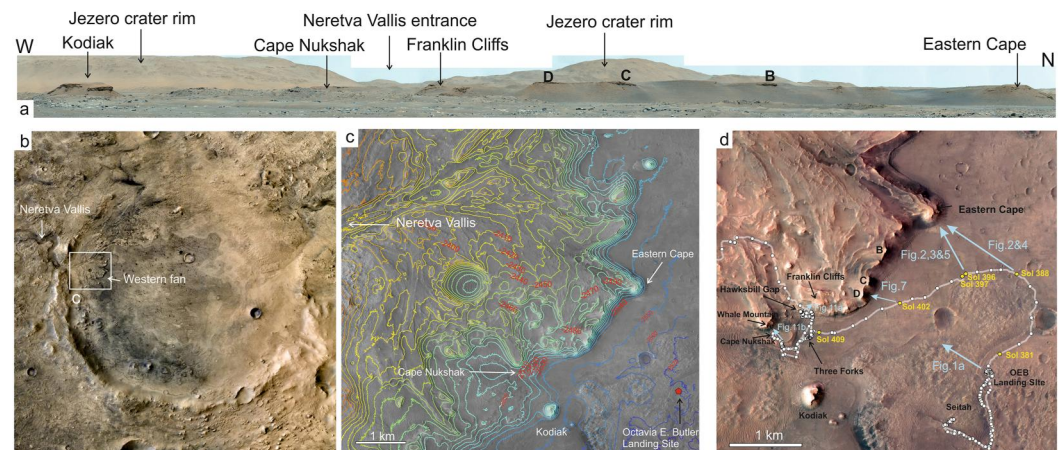 Jezero crater rim
Neretva Vallis entrance
Jezero crater rim
W
Kodiak
Cape Nukshak
Franklin Cliffs
Eastern Cape
N
D
C
B
a
b
Neretva Vallis
Western fan
C
c
Neretva Vallis
Eastern Cape
Cape Nukshak
1 km
Kodiak
Octavia E. Butler
Landing Site
d
Eastern Cape
B
Fig.2,3&5
Fig.2&4
Franklin Cliffs
C
Sol 396
Sol 388
Hawksbill Gap
D
Fig.7
Sol 397
Whale Mountain
Sol 402
Fig.11b
Cape Nukshak
Sol 409
Three Forks
Fig.1a
Sol 381
OEB
Landing Site
Kodiak
Seitah
1 km